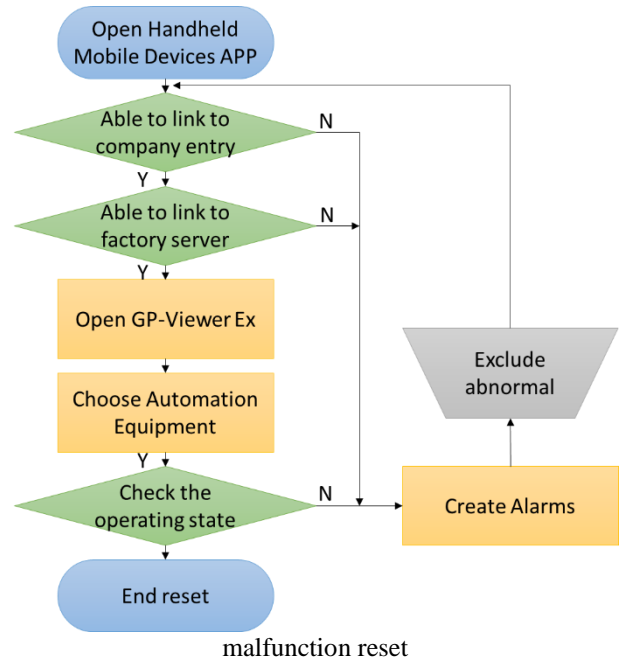 Open Handheld
Mobile Devices APP
Able to link to
company entry
N
Y
Able to link to
factory server
N
Y
Open GP-Viewer Ex
Choose Automation
Equipment
Y
Check the
operating state
N
End reset
Exclude
abnormal
Create Alarms
malfunction reset